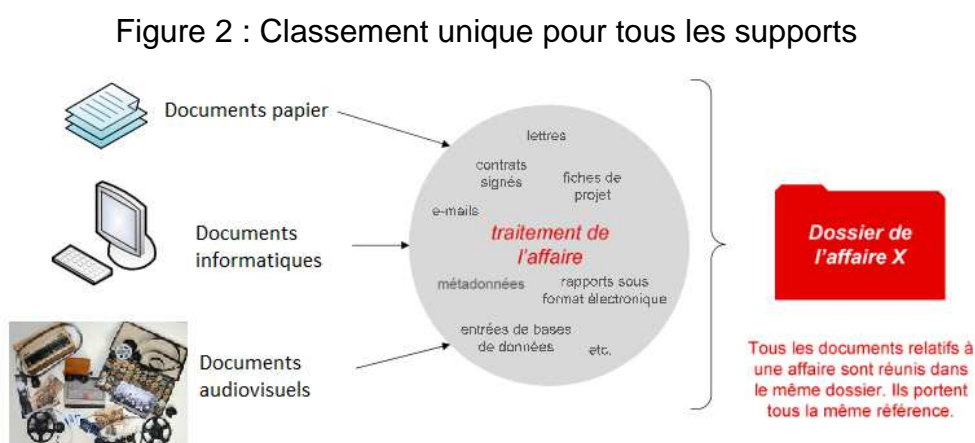 Figure 2 : Classement unique pour tous les supports
Documents papier
Documents
informatiques
Documents
audiovisuels
lettres
contrats
signés
fiches de
projet
e-mails
traitement de
l'affaire
métadonnées
rapports sous
format électronique
entrées de bases
de données
etc.
Dossier de
l'affaire X
Tous les documents relatifs à
une affaire sont réunis dans
le même dossier. Ils portent
tous la même référence.